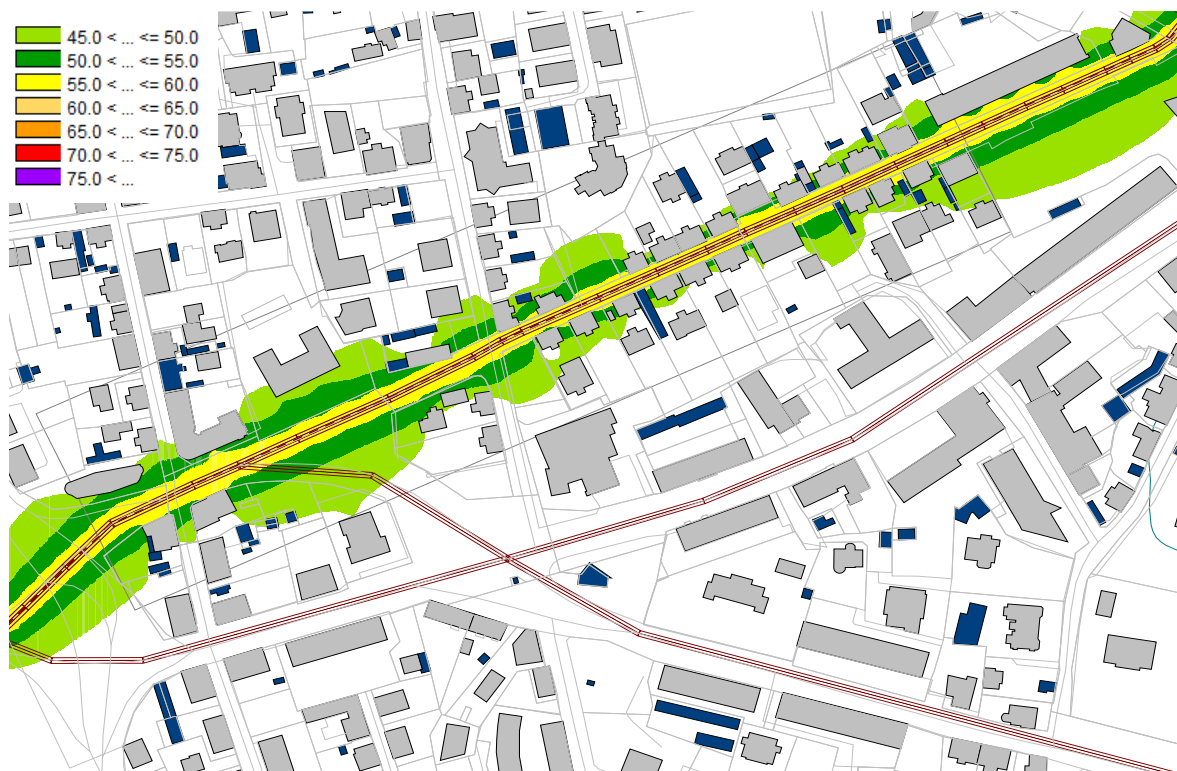 45.0 < ... <= 50.0
50.0 < ... <= 55.0
55.0 < ... <= 60.0
60.0 < ... <= 65.0
65.0 < ... <= 70.0
70.0 < ... <= 75.0
75.0 < ...